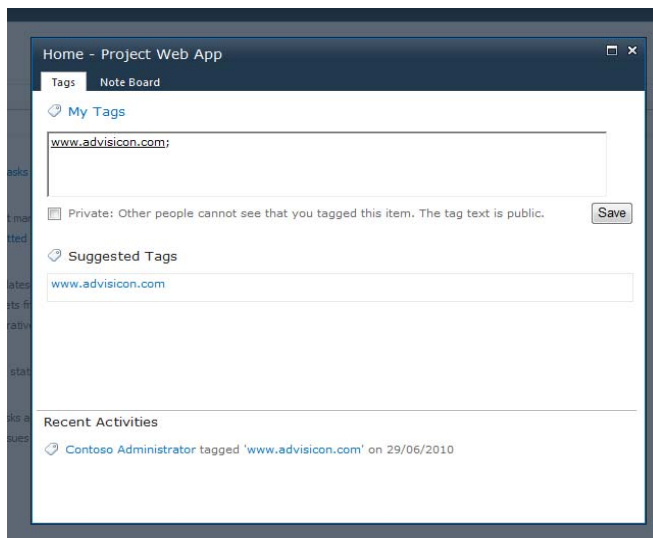 Home - Project Web App
Tags Note Board
My Tags
www.advisicon.com;
Private: Other people cannot see that you tagged this item. The tag text is public. Save
Suggested Tags
www.advisicon.com
Recent Activities
Contoso Administrator tagged 'www.advisicon.com' on 29/06/2010